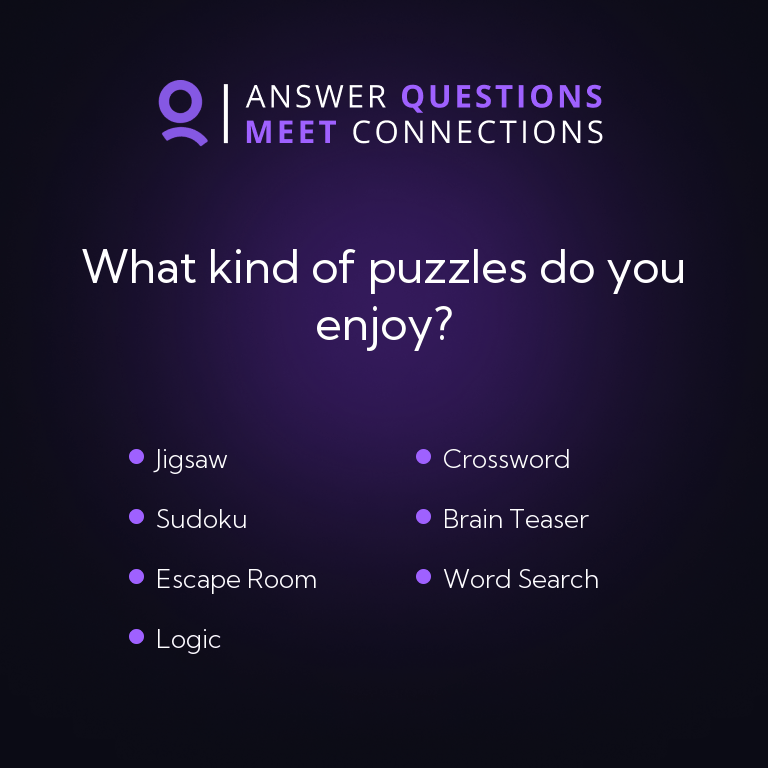 ANSWER QUESTIONS
MEET CONNECTIONS
What kind of puzzles do you
enjoy?
Jigsaw
Sudoku
Escape Room
Logic
Crossword
Brain Teaser
Word Search